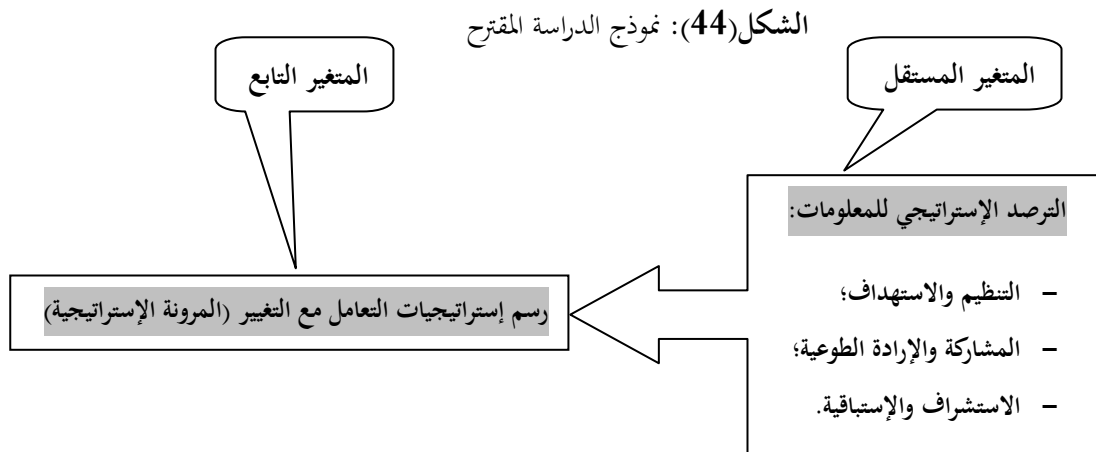 الشكل(44): نموذج الدراسة المقترح
المتغير المستقل
المتغير التابع
الترصد الإستراتيجي للمعلومات:
– التنظيم والاستهداف؛
– المشاركة والإرادة الطوعية؛
– الاستشراف والإستباقية.
رسم إستراتيجيات التعامل مع التغيير (المرونة الإستراتيجية)